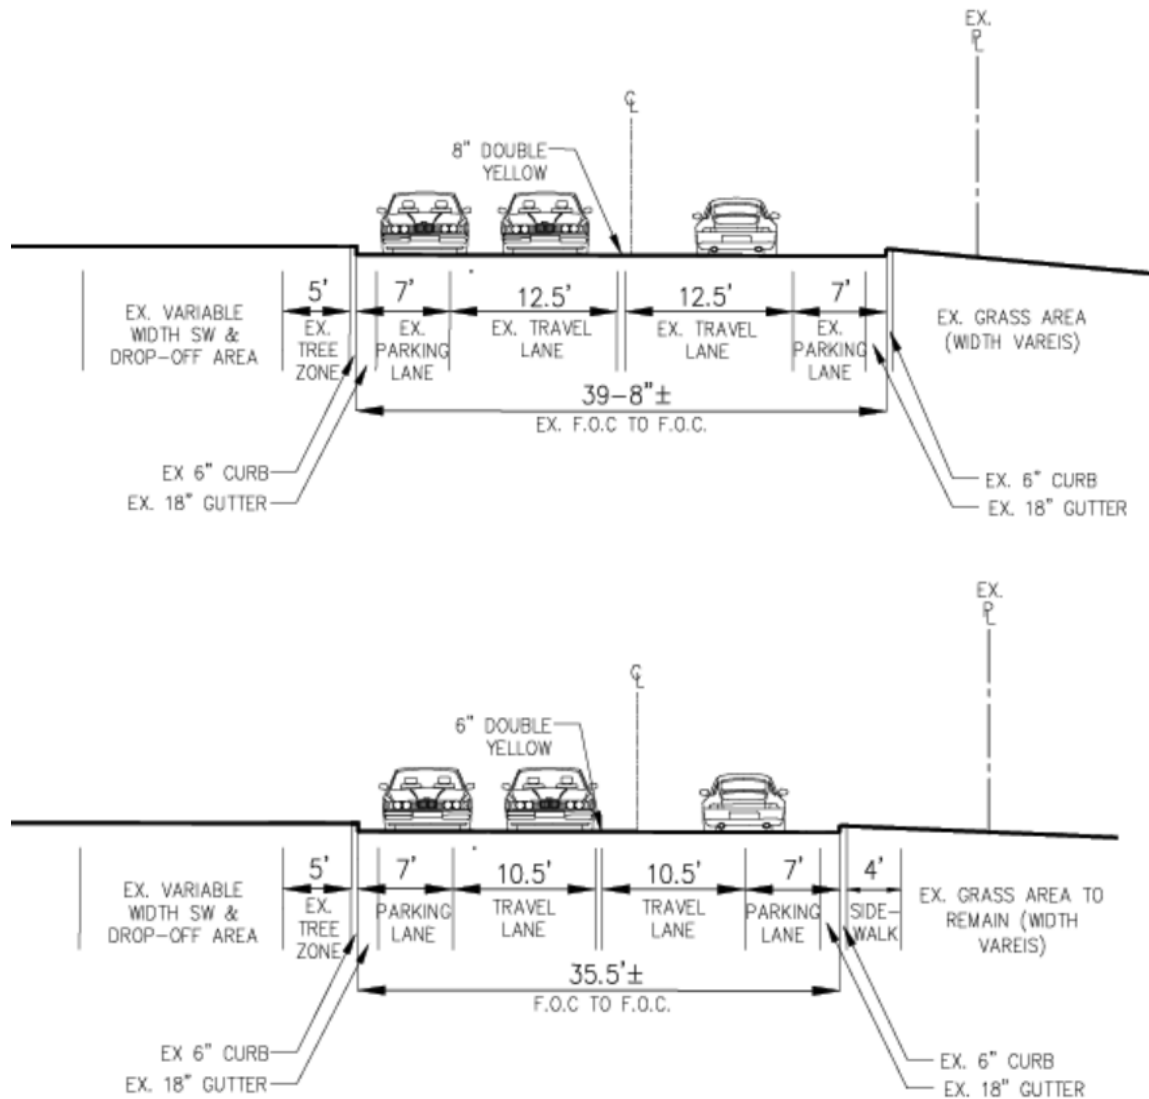 EX.
PL
CL
8" DOUBLE
YELLOW
5'
7'
12.5'
12.5'
7'
EX. VARIABLE
WIDTH SW &
DROP-OFF AREA
EX.
TREE
ZONE
EX.
PARKING
LANE
EX. TRAVEL
LANE
EX. TRAVEL
LANE
EX.
PARKING
LANE
EX. GRASS AREA
(WIDTH VAREIS)
39-8"±
EX. F.O.C TO F.O.C.
EX 6" CURB
EX. 18" GUTTER
EX. 6" CURB
EX. 18" GUTTER
EX.
PL
CL
6" DOUBLE
YELLOW
5'
7'
10.5'
10.5'
7'
4'
EX. VARIABLE
WIDTH SW &
DROP-OFF AREA
EX.
TREE
ZONE
PARKING
LANE
TRAVEL
LANE
TRAVEL
LANE
PARKING
LANE
SIDE-
WALK
EX. GRASS AREA TO
REMAIN (WIDTH
VAREIS)
35.5'±
F.O.C TO F.O.C.
EX 6" CURB
EX. 18" GUTTER
EX. 6" CURB
EX. 18" GUTTER